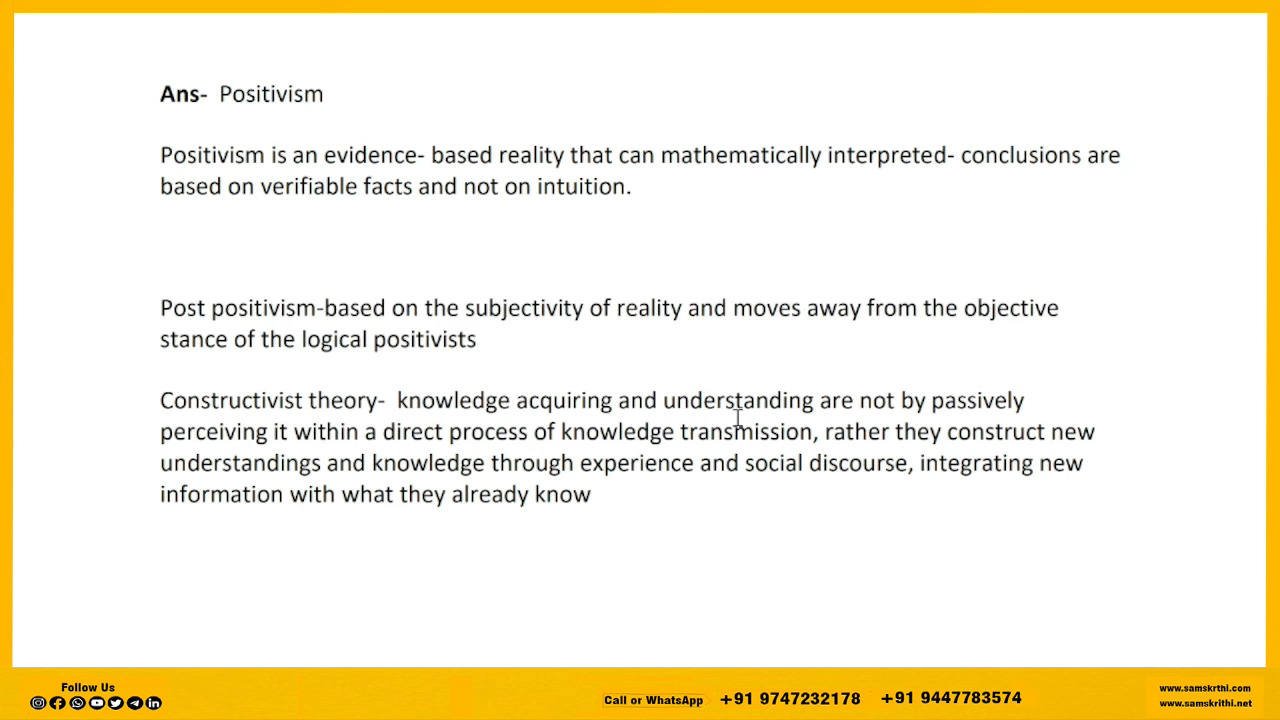 Ans-  Positivism
Positivism is an evidence- based reality that can mathematically interpreted- conclusions are
based on verifiable facts and not on intuition.
Post positivism-based on the subjectivity of reality and moves away from the objective
stance of the logical positivists
Constructivist theory-  knowledge acquiring and understanding are not by passively
perceiving it within a direct process of knowledge transmission, rather they construct new
understandings and knowledge through experience and social discourse, integrating new
information with what they already know
Follow Us
Call or WhatsApp +91 9747232178 +91 9447783574
www.samskrthi.com
www.samskrithi.net